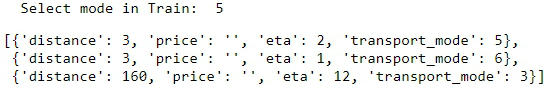 Select mode in Train:  5
[{'distance': 3, 'price': '', 'eta': 2, 'transport_mode': 5},
 {'distance': 3, 'price': '', 'eta': 1, 'transport_mode': 6},
 {'distance': 160, 'price': '', 'eta': 12, 'transport_mode': 3}]